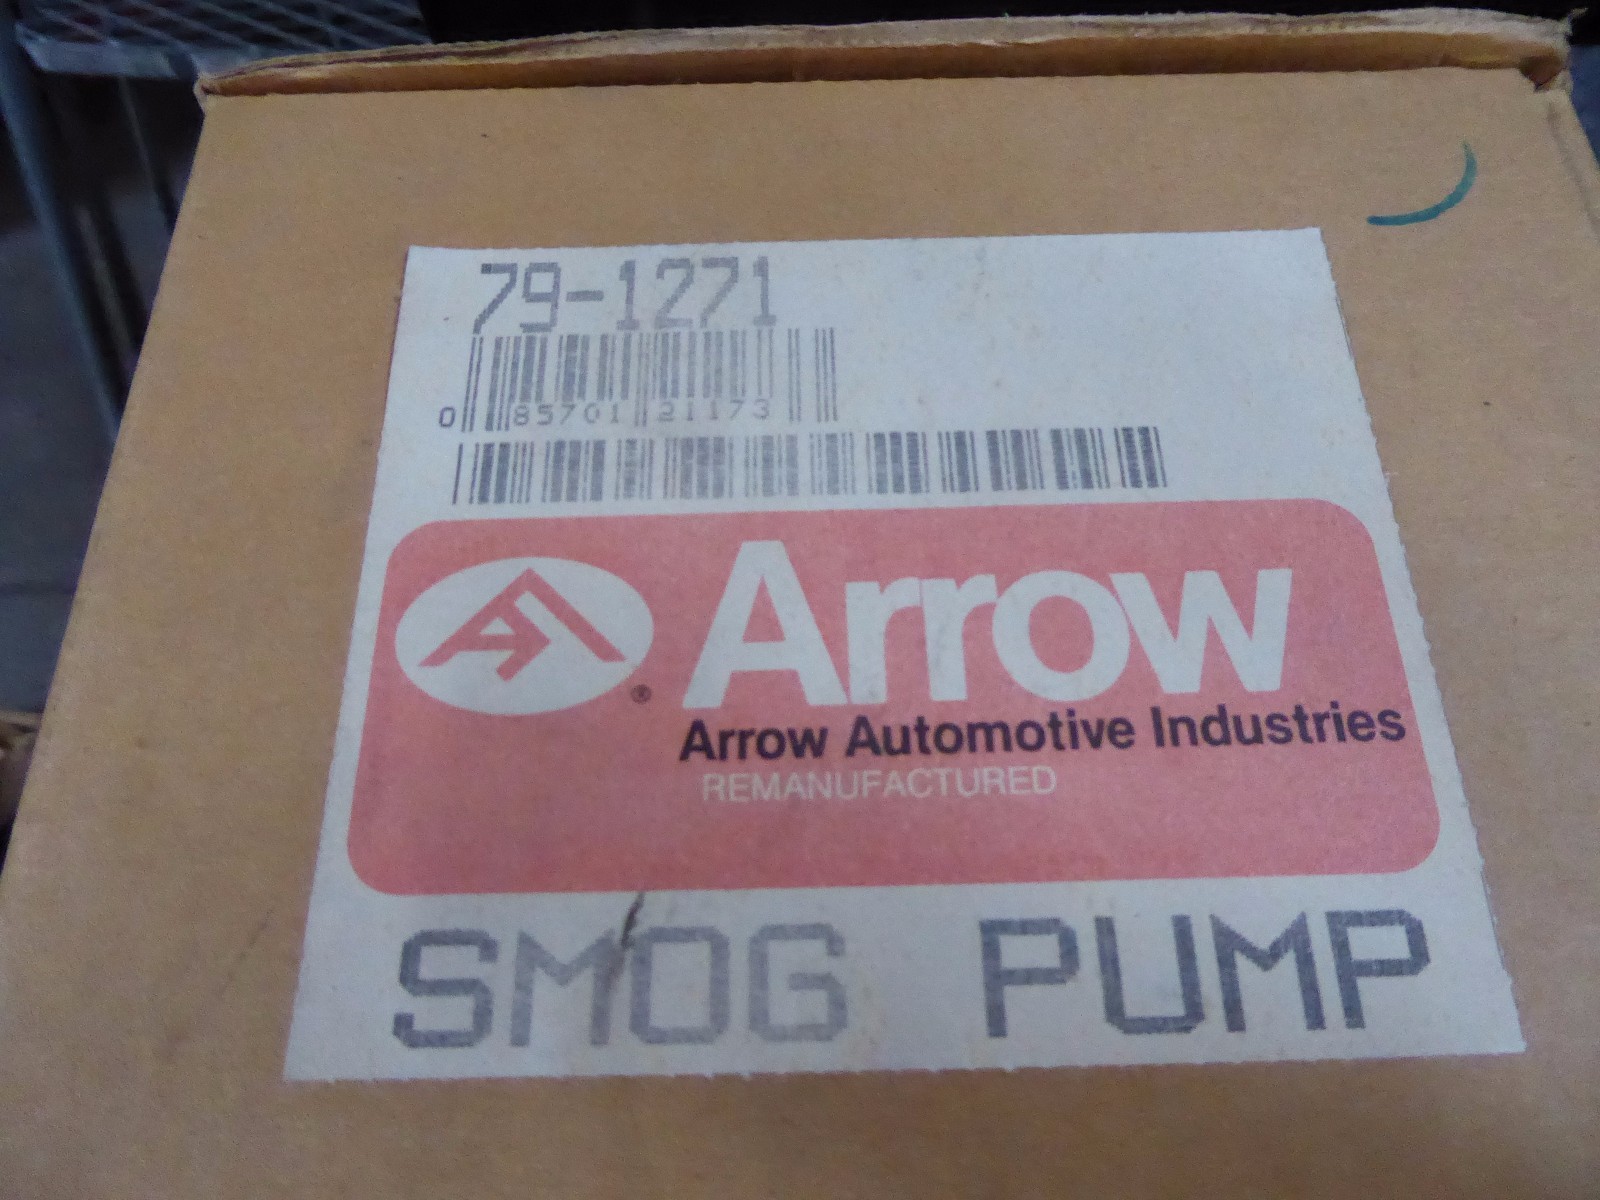 79-1271
0 85701 21173
Arrow
®
Arrow Automotive Industries
REMANUFACTURED
SMOG PUMP